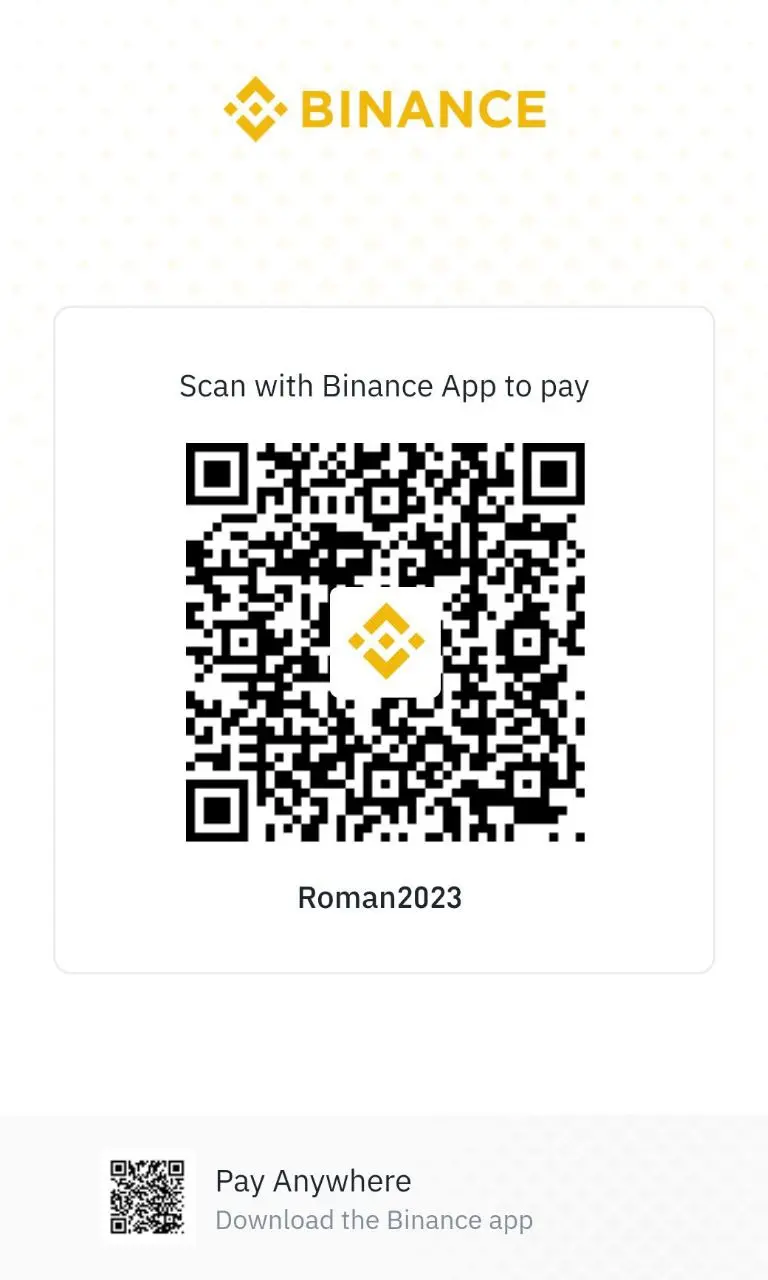 BINANCE
Scan with Binance App to pay
Roman2023
Pay Anywhere
Download the Binance app